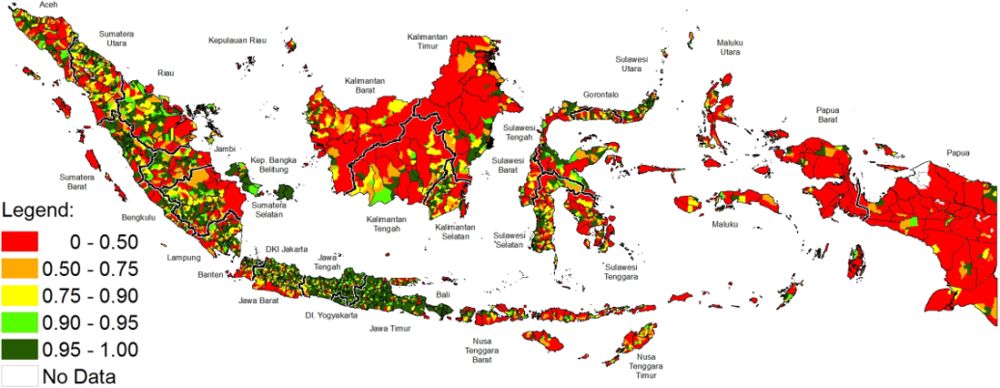 Aceh
Sumatera
Utara
Kepulauan Riau
Riau
Kalimantan
Timur
Kalimantan
Barat
Sulawesi
Utara
Maluku
Utara
Gorontalo
Papua
Barat
Papua
Sulawesi
Tengah
Sulawesi
Barat
Jambi
Kep. Bangka
Belitung
Sumatera
Barat
Sumatera
Selatan
Bengkulu
Kalimantan
Tengah
Kalimantan
Selatan
Sulawesi
Selatan
Maluku
Sulawesi
Tenggara
Lampung
DKI Jakarta
Jawa
Tengah
Banten
Bali
Jawa Barat
DI. Yogyakarta
Jawa Timur
Nusa
Tenggara
Barat
Nusa
Tenggara
Timur
Legend:
0 - 0.50
0.50 - 0.75
0.75 - 0.90
0.90 - 0.95
0.95 - 1.00
No Data